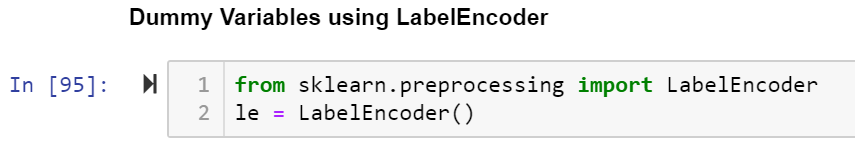 Dummy Variables using LabelEncoder
In [95]: 1 from sklearn.preprocessing import LabelEncoder
2 le = LabelEncoder()